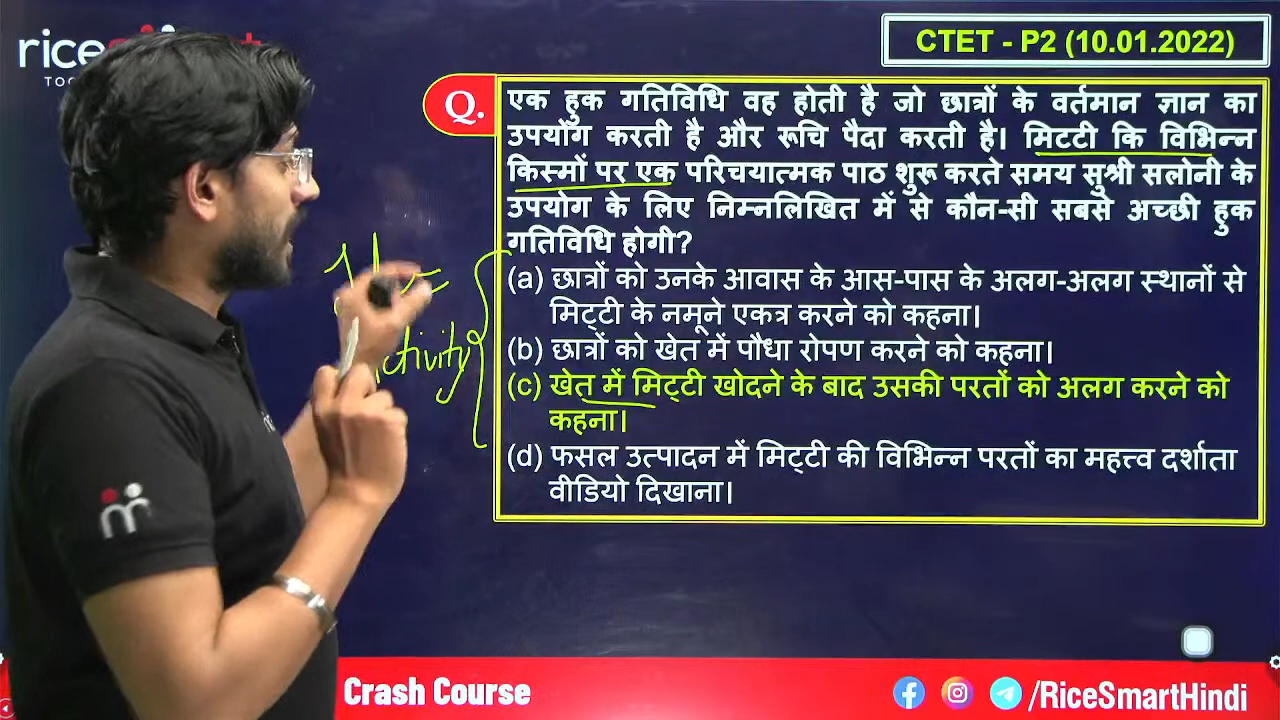 rice
CTET - P2 (10.01.2022)
Q.
एक हुक गतिविधि वह होती है जो छात्रों के वर्तमान ज्ञान का
उपयोग करती है और रूचि पैदा करती है। मिटटी कि विभिन्न
किस्मों पर एक परिचयात्मक पाठ शुरू करते समय सुश्री सलोनी के
उपयोग के लिए निम्नलिखित में से कौन-सी सबसे अच्छी हुक
गतिविधि होगी?
(a) छात्रों को उनके आवास के आस-पास के अलग-अलग स्थानों से
मिट्टी के नमूने एकत्र करने को कहना।
(b) छात्रों को खेत में पौधा रोपण करने को कहना।
(c) खेत में मिट्टी खोदने के बाद उसकी परतों को अलग करने को
कहना।
(d) फसल उत्पादन में मिट्टी की विभिन्न परतों का महत्त्व दर्शाता
वीडियो दिखाना।
Crash Course
/RiceSmartHindi